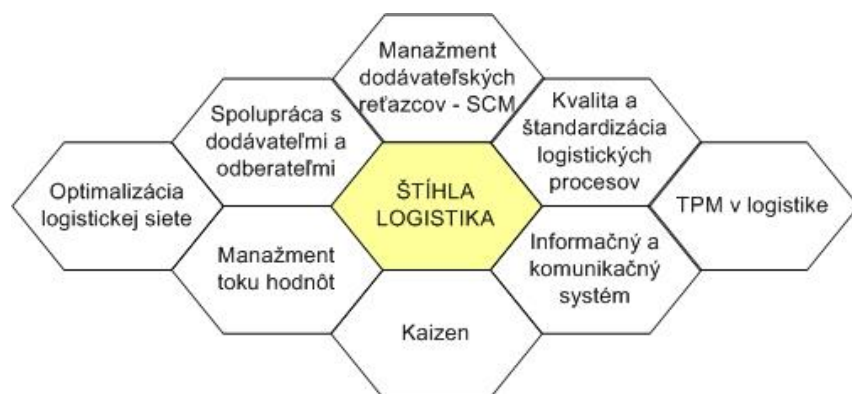 Manažment
dodávateľských
reťazcov - SCM
Spolupráca s
dodávateľmi a
odberateľmi
Kvalita a
štandardizácia
logistických
procesov
Optimalizácia
logistickej siete
ŠTÍHLA
LOGISTIKA
TPM v logistike
Manažment
toku hodnôt
Informačný a
komunikačný
systém
Kaizen